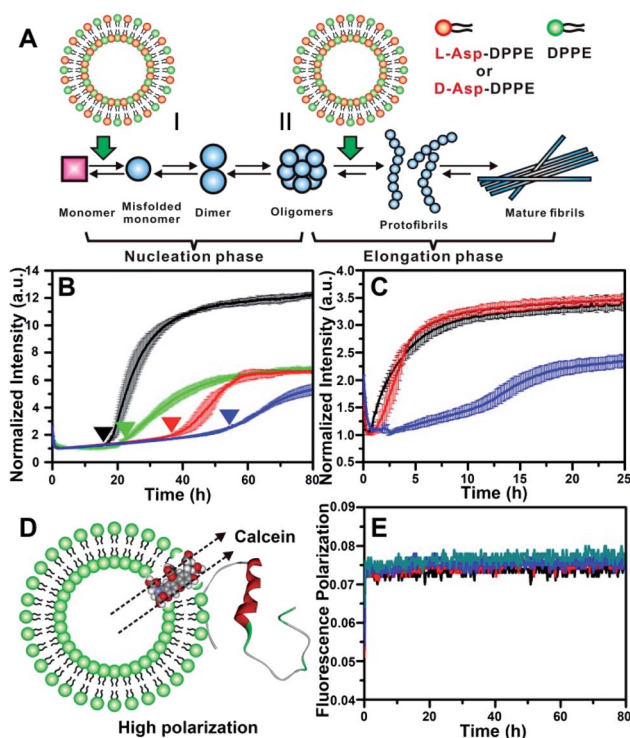 A
L-Asp-DPPE
or
D-Asp-DPPE
DPPE
I
II
Monomer
Misfolded
monomer
Dimer
Oligomers
Protofibrils
Mature fibrils
Nucleation phase
Elongation phase
B
Normalized Intensity (a.u.)
14
12
10
8
6
4
2
0
0 20 40 60 80
Time (h)
C
Normalized Intensity (a.u.)
4.0
3.5
3.0
2.5
2.0
1.5
1.0
0.5
0 5 10 15 20 25
Time (h)
D
Calcein
High polarization
E
Fluorescence Polarization
0.09
0.08
0.07
0.06
0.05
0.04
0 20 40 60 80
Time (h)